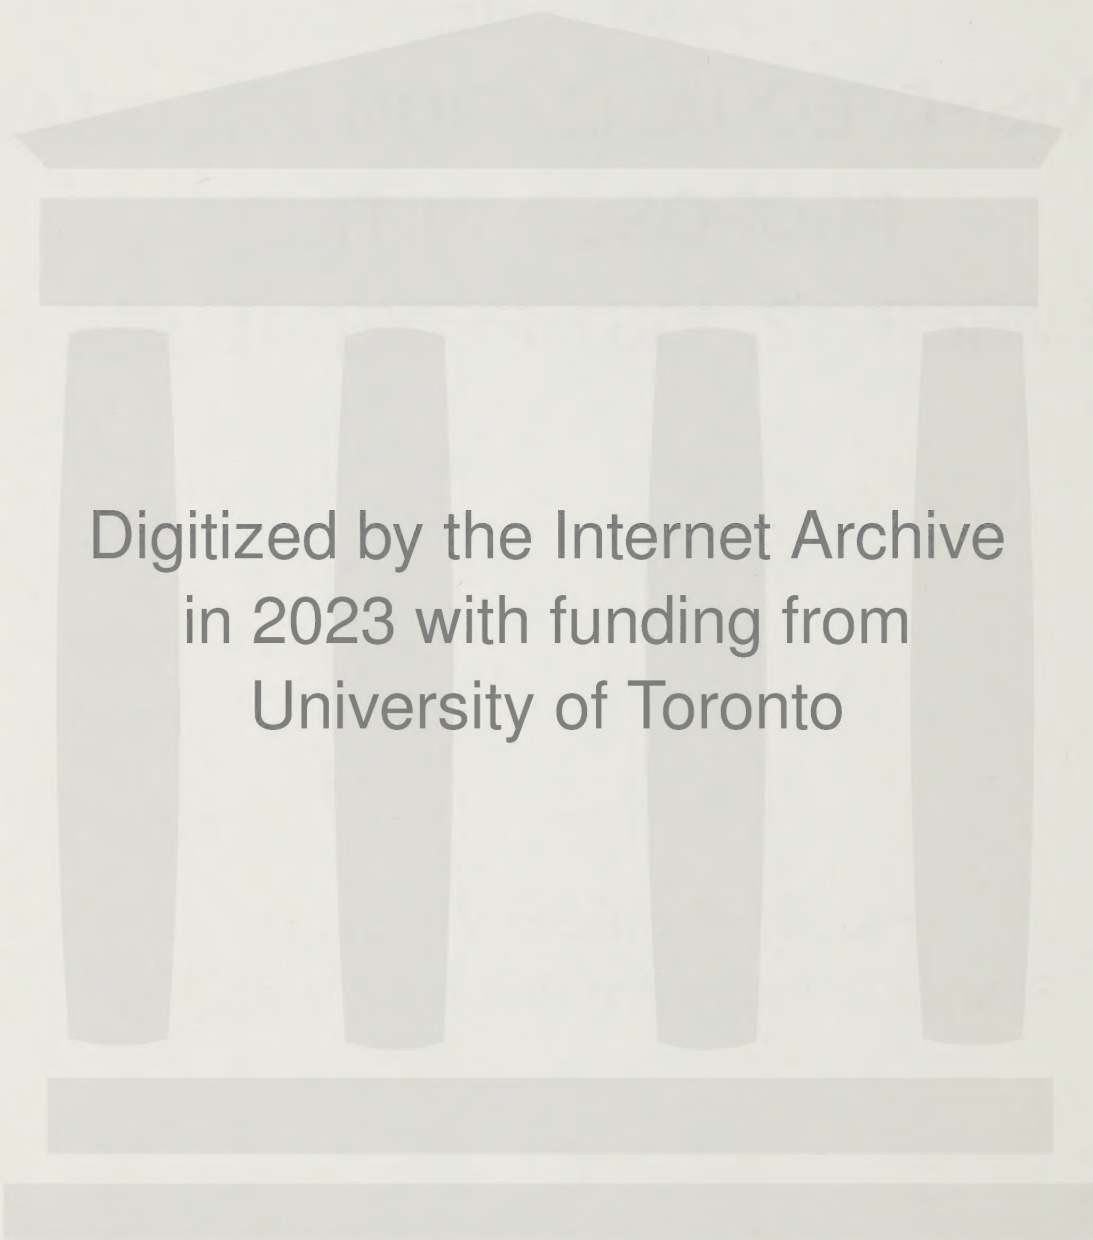 Digitized by the Internet Archive
in 2023 with funding from
University of Toronto